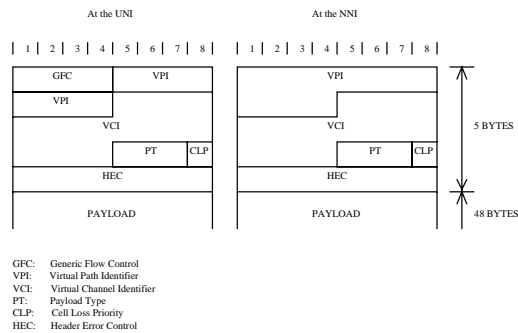 At the UNI At the NNI
1 2 3 4 5 6 7 8 1 2 3 4 5 6 7 8
GFC VPI VPI
VPI
VCI VCI 5 BYTES
PT CLP PT CLP
HEC HEC
PAYLOAD PAYLOAD 48 BYTES
GFC: Generic Flow Control
VPI: Virtual Path Identifier
VCI: Virtual Channel Identifier
PT: Payload Type
CLP: Cell Loss Priority
HEC: Header Error Control